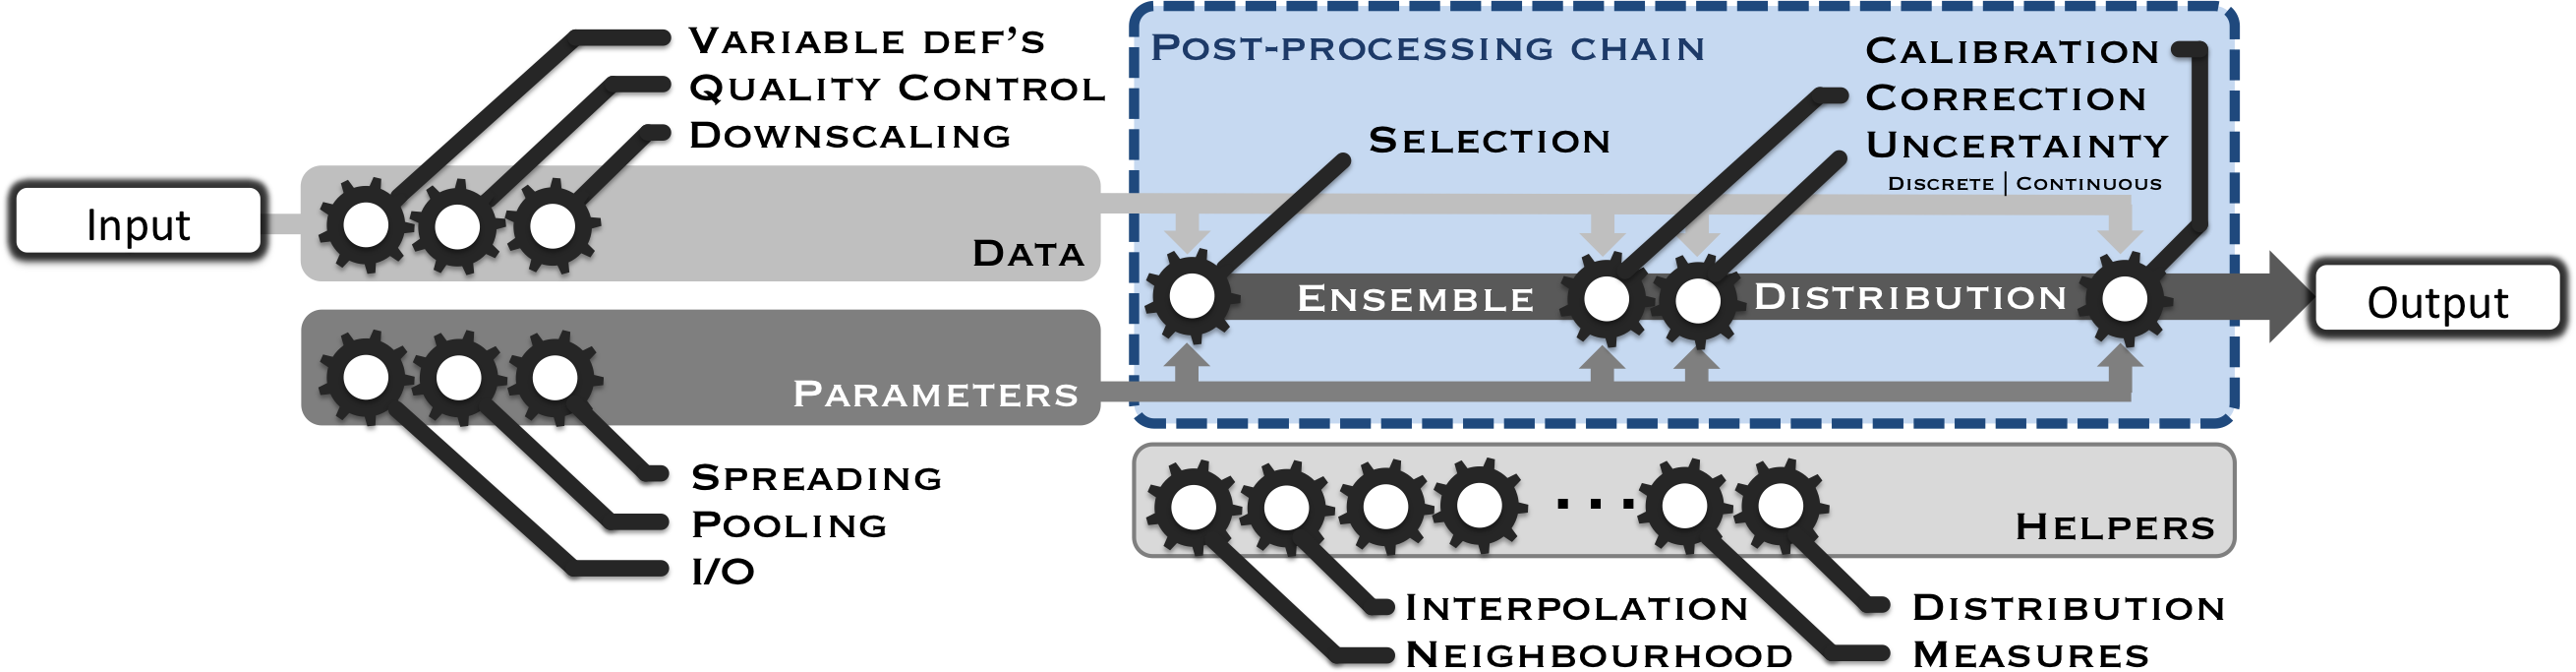 Input
VARIABLE DEF'S
QUALITY CONTROL
DOWNSCALING
DATA
PARAMETERS
SPREADING
POOLING
I/O
POST-PROCESSING CHAIN
SELECTION
CALIBRATION
CORRECTION
UNCERTAINTY
DISCRETE | CONTINUOUS
ENSEMBLE
DISTRIBUTION
Output
...
HELPERS
INTERPOLATION
NEIGHBOURHOOD
DISTRIBUTION
MEASURES